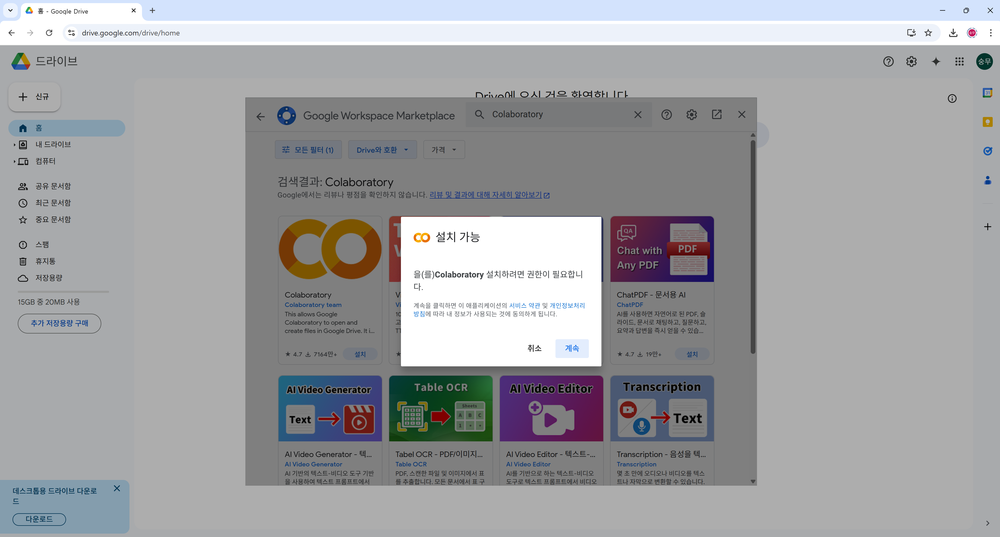 홈 - Google Drive
drive.google.com/drive/home
숭무
드라이브
숭무
신규
홈
내 드라이브
컴퓨터
공유 문서함
최근 문서함
중요 문서함
스팸
휴지통
저장용량
15GB 중 20MB 사용
추가 저장용량 구매
데스크톱용 드라이브 다운로
드
다운로드
Drive에 오신 것을 환영합니다
31
Google Workspace Marketplace
Colaboratory
모든 필터 (1)
Drive와 호환
가격
검색결과: Colaboratory
Google에서는 리뷰나 평점을 확인하지 않습니다. 리뷰 및 결과에 대해 자세히 알아보기
설치 가능
을(를)Colaboratory 설치하려면 권한이 필요합니
다.
계속을 클릭하면 이 애플리케이션의 서비스 약관 및 개인정보처리
방침에 따라 내 정보가 사용되는 것에 동의하게 됩니다.
취소
계속
Colaboratory
Colaboratory team
This allows Google
Colaboratory to open and
create files in Google Drive. It i...
4.7 7164만+
설치
QA
Chat with
Any PDF
PDF
ChatPDF - 문서용 AI
ChatPDF
AI를 사용하면 자연어로 된 PDF, 슬
라이드, 문서로 채팅하고, 질문하고,
요약과 답변을 즉시 얻을 수 있습...
4.7 19만+
설치
AI Video Generator
Text
AI Video Generator - 텍...
AI Video Generator
AI 기반의 텍스트-비디오 도구 기반
을 사용하여 텍스트 프롬프트에서
Table OCR
A B C
1
Sheets
A B C
1
Tabel OCR - PDF/이미지...
Table OCR
PDF, 스캔한 파일 및 이미지에서 표
를 추출합니다. 모든 문서에서 표 구
AI Video Editor
AI Video Editor - 텍스트-...
AI Video Editor
AI를 기반으로 하는 텍스트-비디오
도구로 텍스트 프롬프트에서 비디오
Transcription
Text
Transcription - 음성을 텍...
Transcription
몇 초 만에 오디오나 비디오를 텍스
트나 자막으로 변환할 수 있습니다.